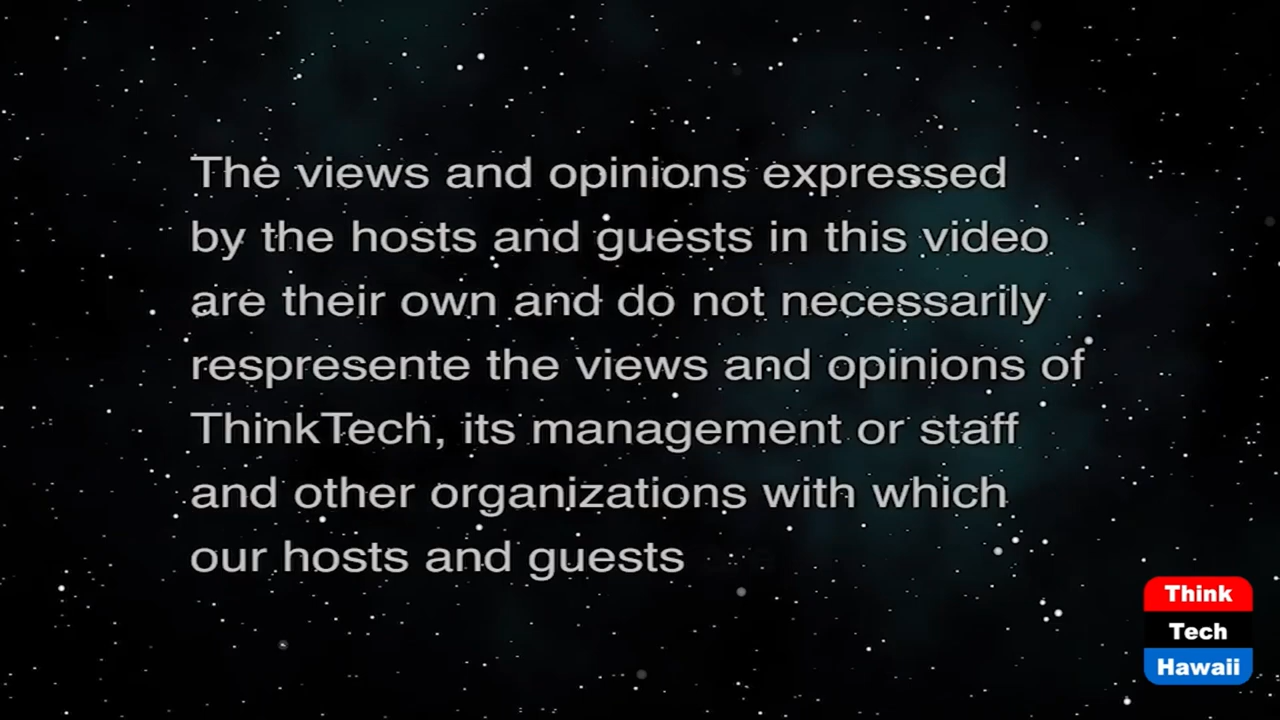 The views and opinions expressed
by the hosts and guests in this video
are their own and do not necessarily
respresente the views and opinions of
ThinkTech, its management or staff
and other organizations with which
our hosts and guests
Think
Tech
Hawaii